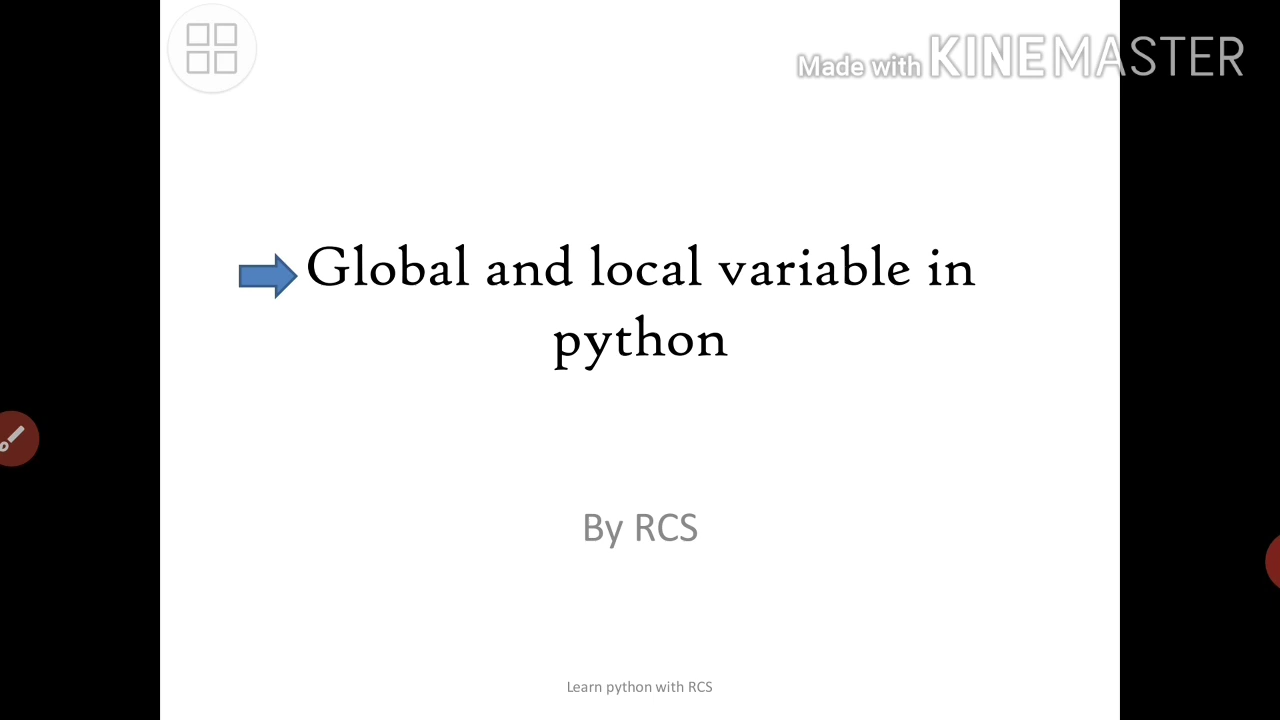 Made with KINEMASTER
Global and local variable in
python
By RCS
Learn python with RCS